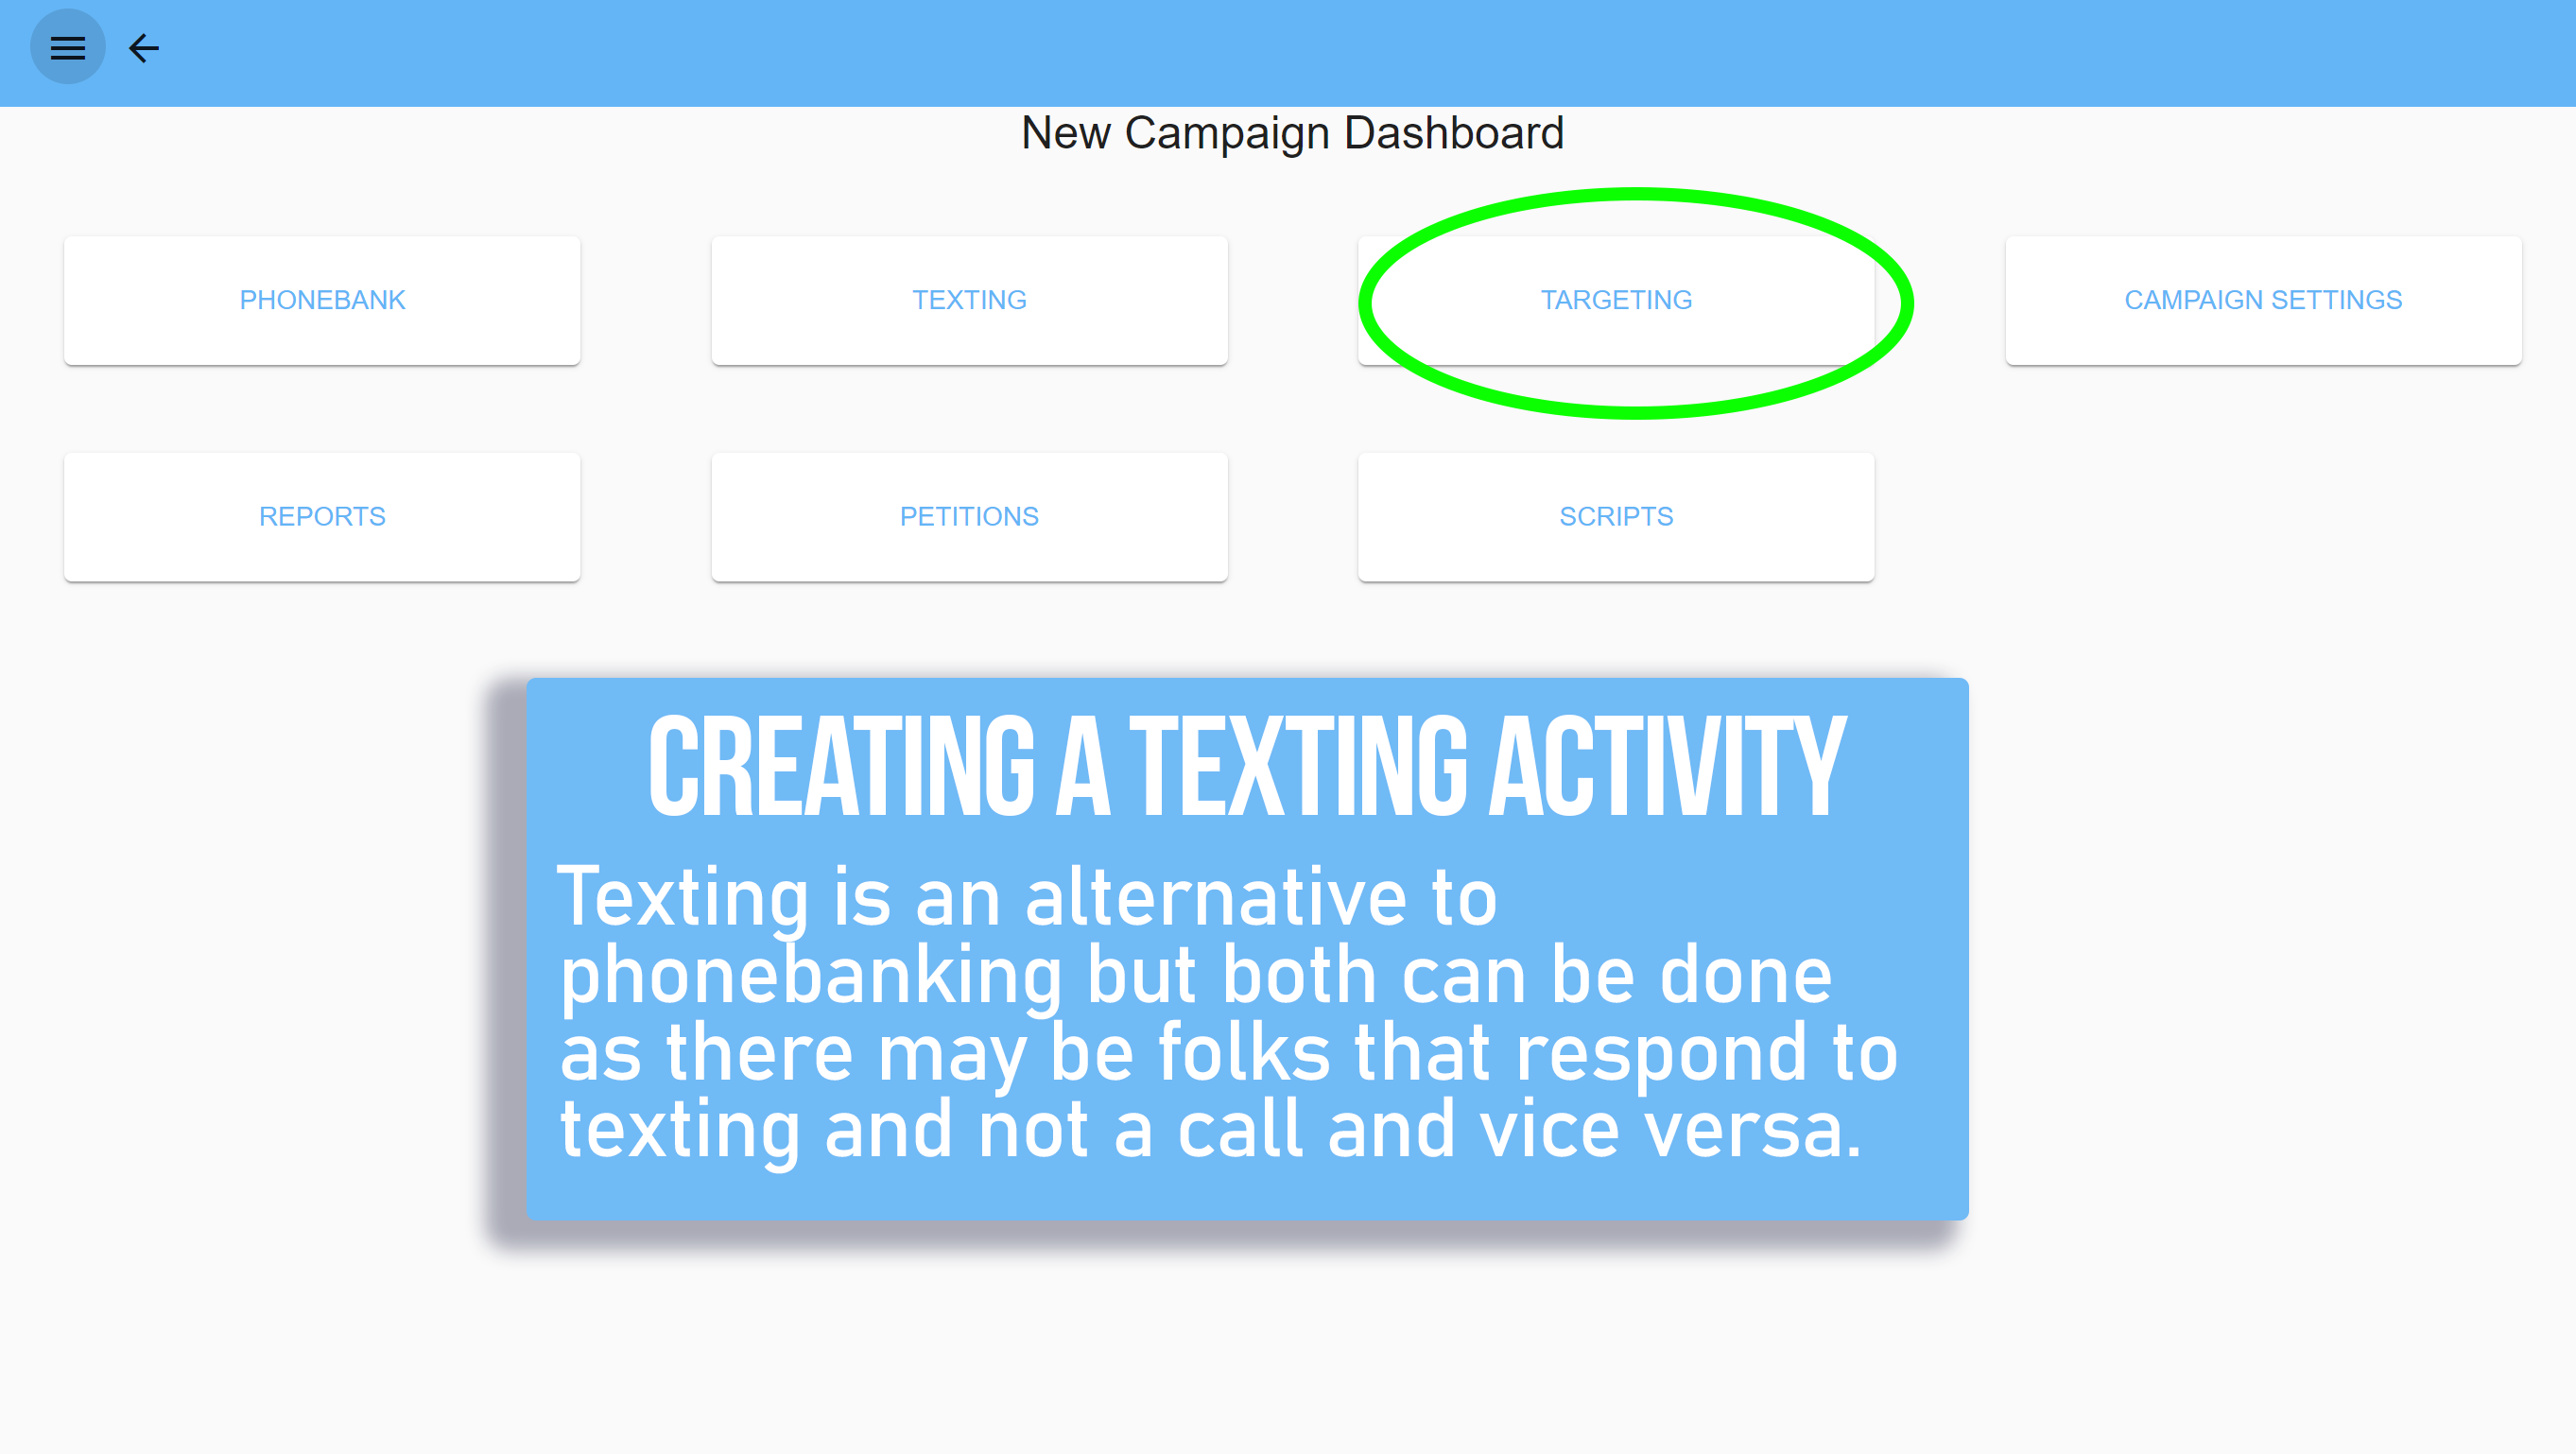 New Campaign Dashboard
PHONEBANK
TEXTING
TARGETING
CAMPAIGN SETTINGS
REPORTS
PETITIONS
SCRIPTS
CREATING A TEXTING ACTIVITY
Texting is an alternative to
phonebanking but both can be done
as there may be folks that respond to
texting and not a call and vice versa.